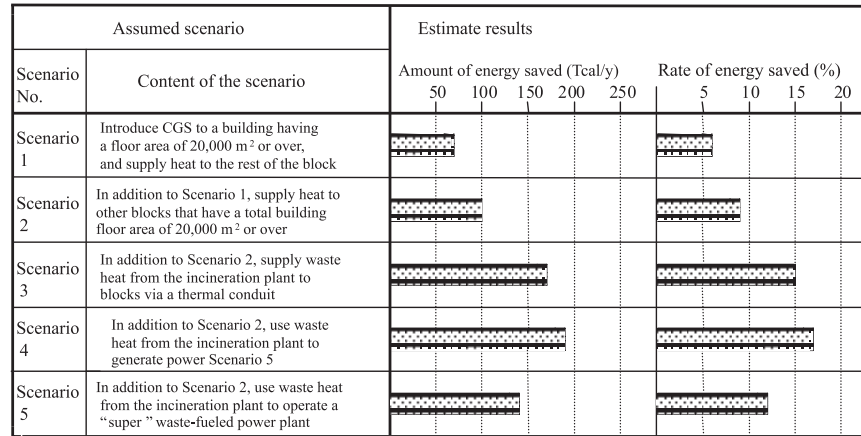 Assumed scenario
Estimate results
Scenario
No.
Content of the scenario
Amount of energy saved (Tcal/y)
50 100 150 200 250
Rate of energy saved (%)
1 5 10 15 20
Scenario
1
Introduce CGS to a building having
a floor area of 20,000 m² or over,
and supply heat to the rest of the block
Scenario
2
In addition to Scenario 1, supply heat to
other blocks that have a total building
floor area of 20,000 m² or over
Scenario
3
In addition to Scenario 2, supply waste
heat from the incineration plant to
blocks via a thermal conduit
Scenario
4
In addition to Scenario 2, use waste
heat from the incineration plant to
generate power Scenario 5
Scenario
5
In addition to Scenario 2, use waste heat
from the incineration plant to operate a
“super” waste-fueled power plant